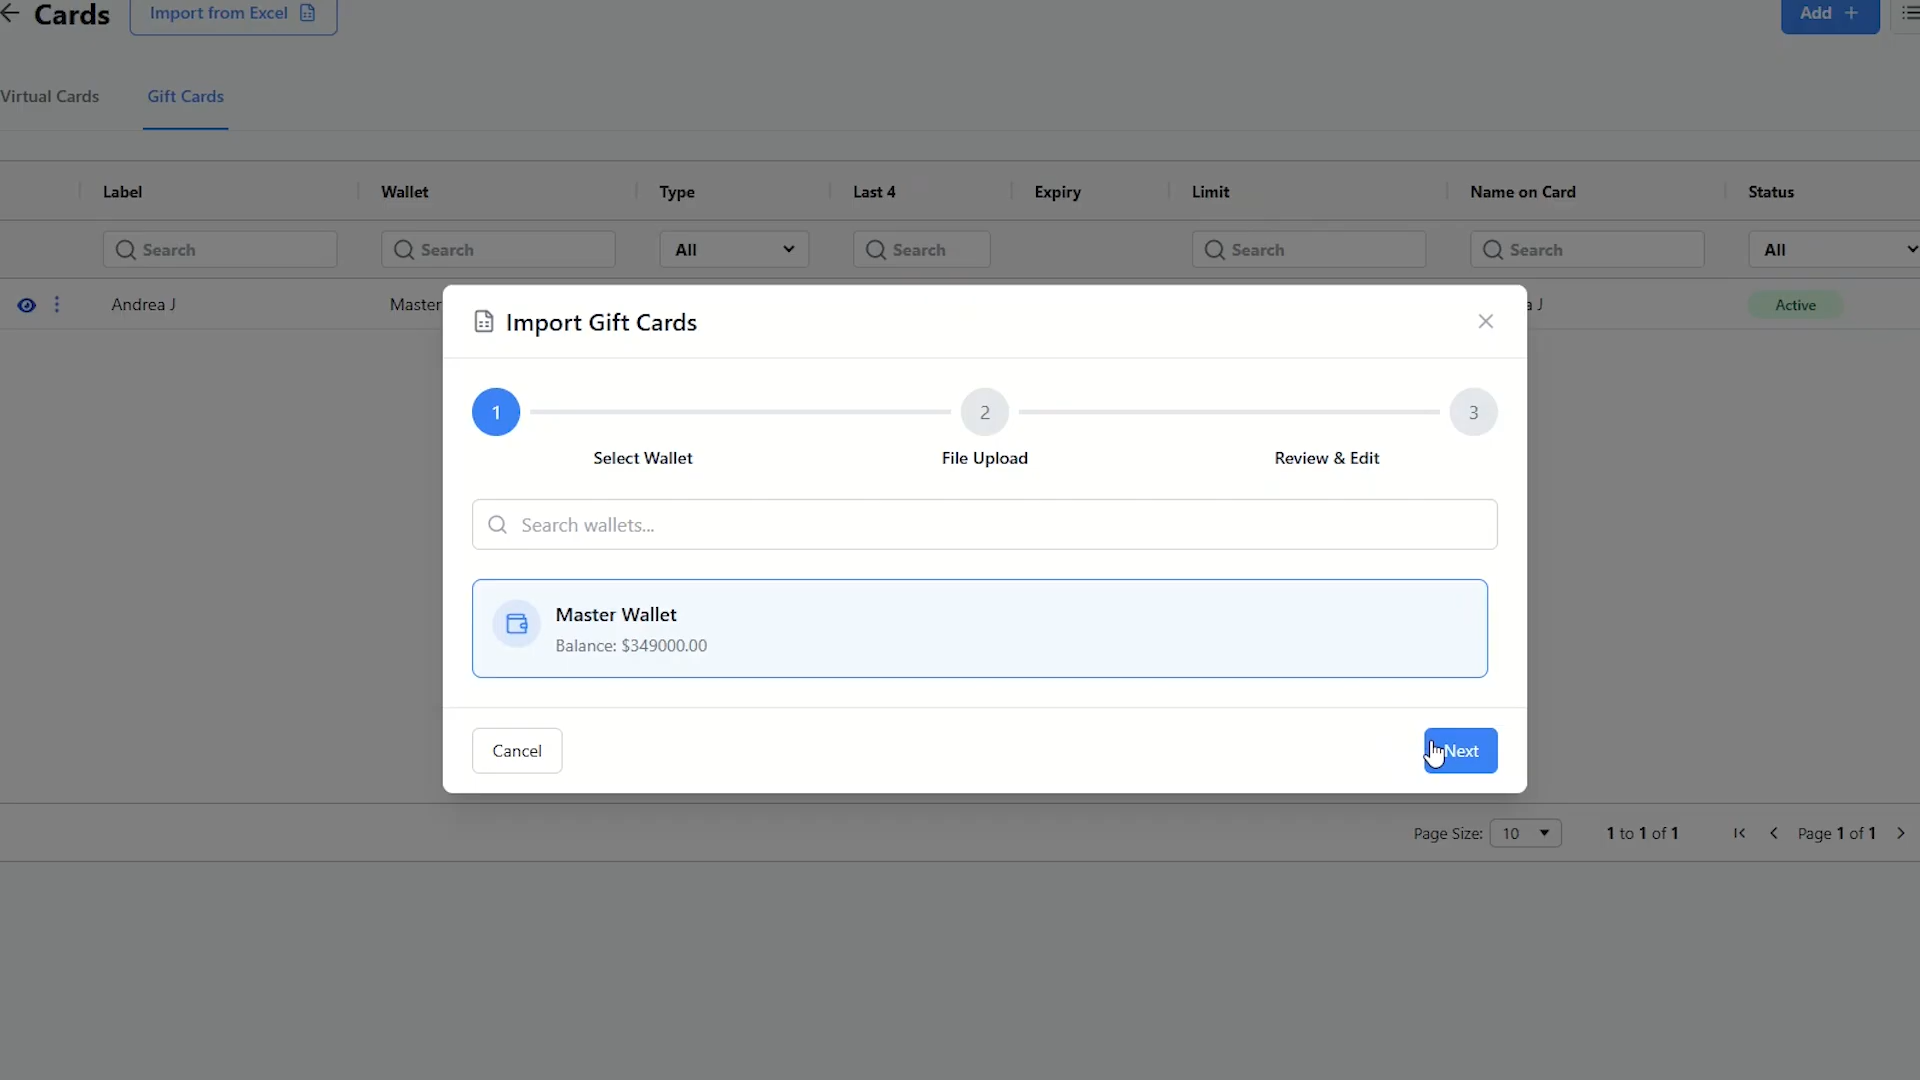 Cards
Import from Excel
Add +
Virtual Cards
Gift Cards
Label
Wallet
Type
Last 4
Expiry
Limit
Name on Card
Status
Search
Search
All
Search
Search
Search
All
Andrea J
Master
a J
Active
Import Gift Cards
1
2
3
Select Wallet
File Upload
Review & Edit
Search wallets...
Master Wallet
Balance: $349000.00
Cancel
Next
Page Size: 10
1 to 1 of 1
Page 1 of 1